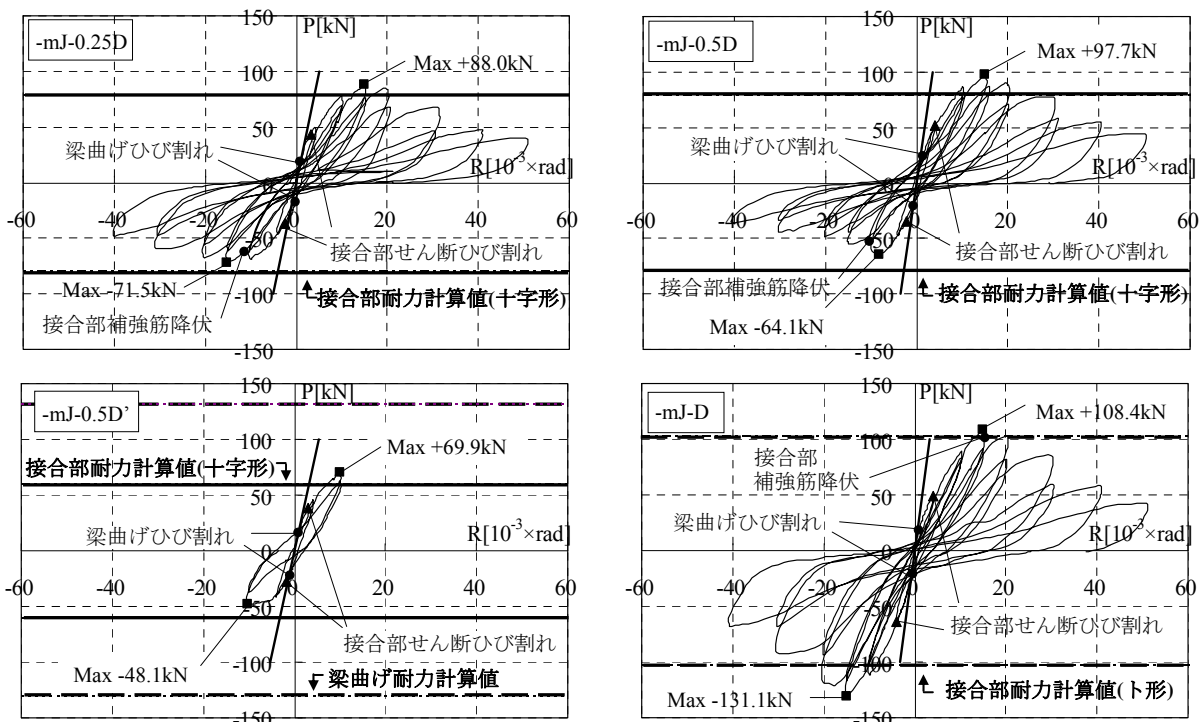 -mJ-0.25D
P[kN]
150
100
50
0
-50
-100
-150
-60
-40
-20
0
20
40
60
R[10⁻³×rad]
Max +88.0kN
梁曲げひび割れ
接合部せん断ひび割れ
Max -71.5kN
接合部耐力計算値(十字形)
接合部補強筋降伏
-mJ-0.5D
P[kN]
150
100
50
0
-50
-100
-150
-60
-40
-20
0
20
40
60
R[10⁻³×rad]
Max +97.7kN
梁曲げひび割れ
接合部せん断ひび割れ
接合部補強筋降伏
接合部耐力計算値(十字形)
Max -64.1kN
-mJ-0.5D’
P[kN]
150
100
50
0
-50
-100
-150
-60
-40
-20
0
20
40
60
R[10⁻³×rad]
Max +69.9kN
接合部耐力計算値(十字形)
梁曲げひび割れ
接合部せん断ひび割れ
Max -48.1kN
梁曲げ耐力計算値
-mJ-D
P[kN]
150
100
50
0
-50
-100
-150
-60
-40
-20
0
20
40
60
R[10⁻³×rad]
Max +108.4kN
接合部
補強筋降伏
梁曲げひび割れ
接合部せん断ひび割れ
接合部耐力計算値(ト形)
Max -131.1kN